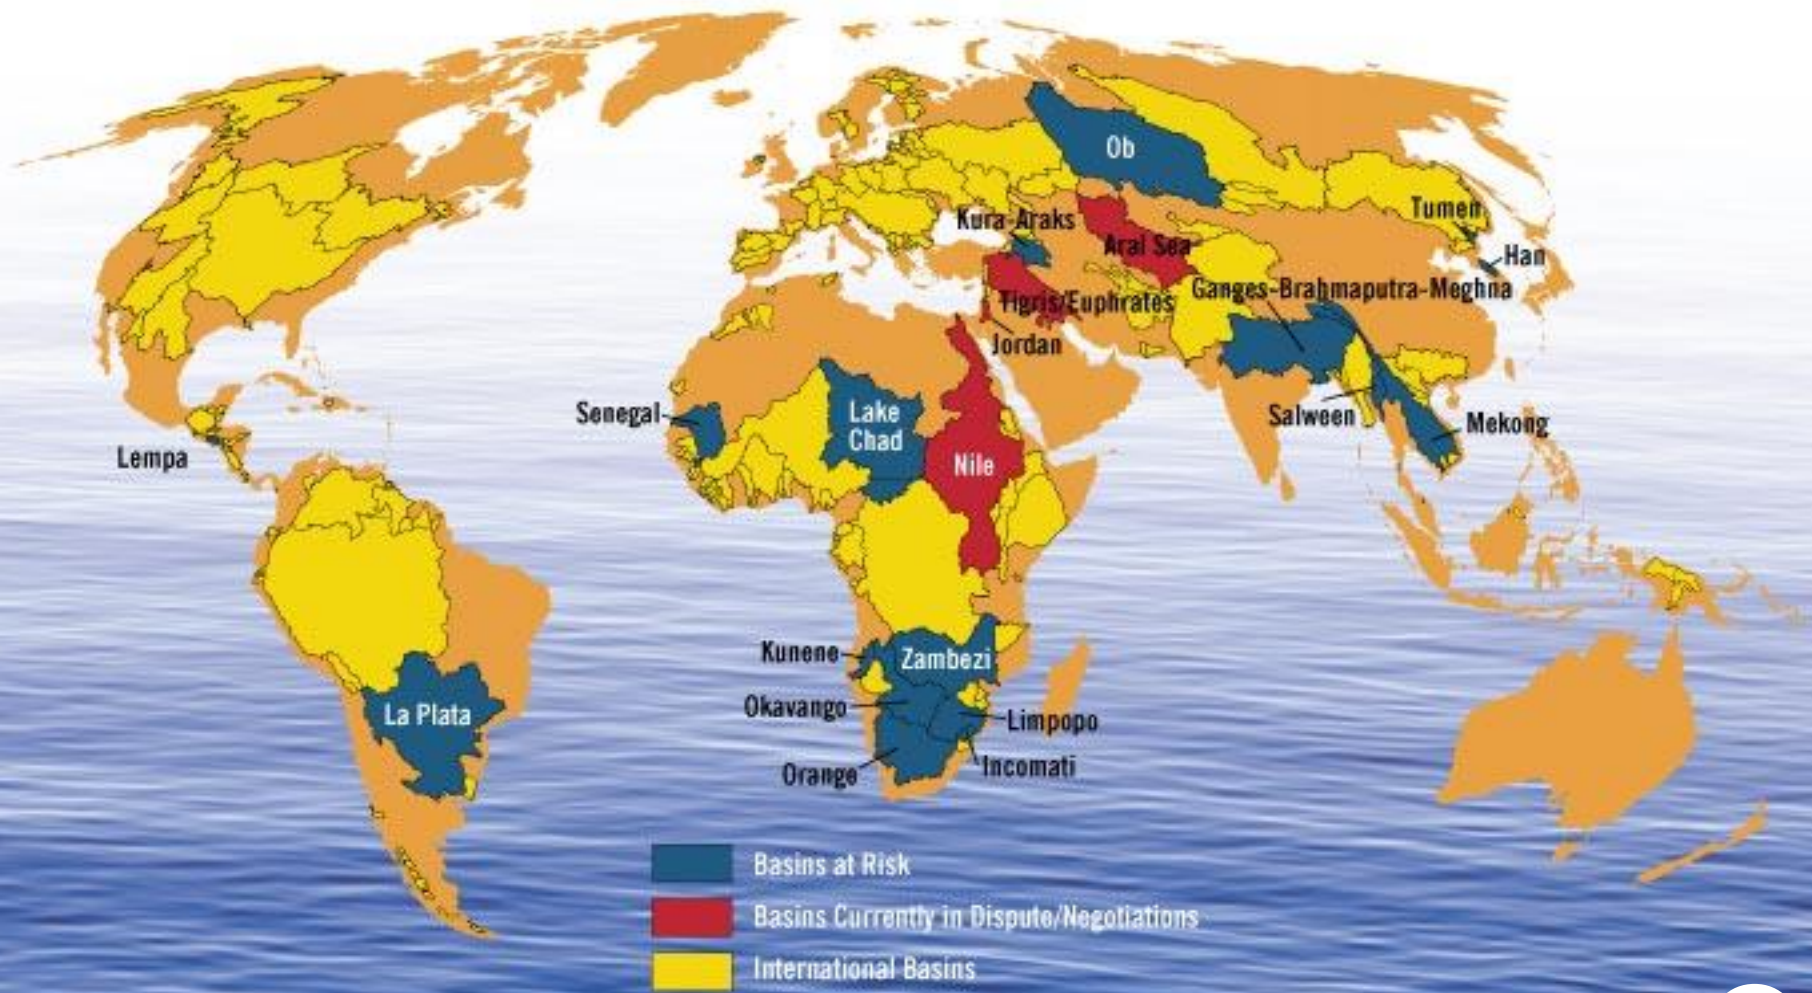 Ob
Tumen
Kura-Araks
Aral Sea
Han
Ganges-Brahmaputra-Meghna
Tigris/Euphrates
Jordan
Senegal
Lake
Chad
Salween
Mekong
Lempa
Nile
Kunene
Zambezi
Okavango
La Plata
Limpopo
Orange
Incomati
Basins at Risk
Basins Currently in Dispute/Negotiations
International Basins